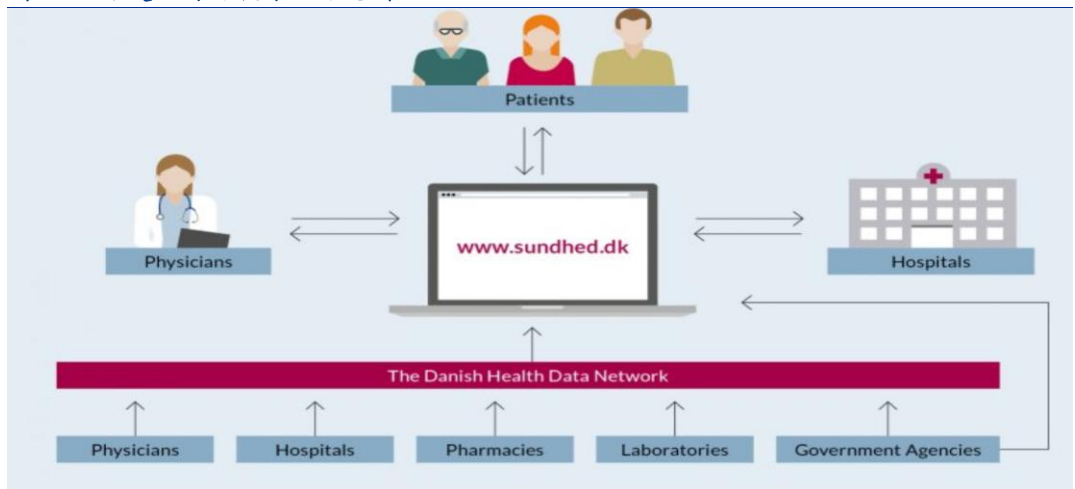 Patients
Physicians
www.sundhed.dk
Hospitals
The Danish Health Data Network
Physicians
Hospitals
Pharmacies
Laboratories
Government Agencies